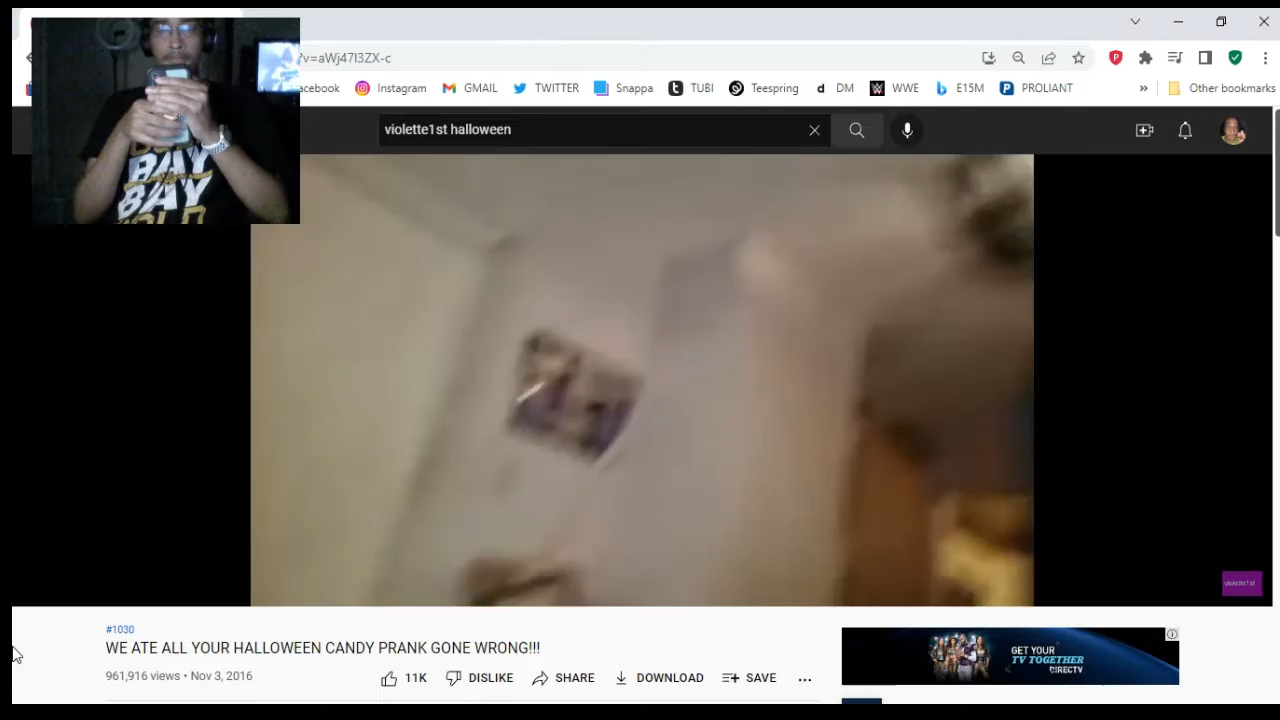 ?v=aWj47I3ZX-c
acebook
Instagram
GMAIL
TWITTER
Snappa
TUBI
Teespring
d DM
WWE
E15M
PROLIANT
»
Other bookmarks
violette1st halloween
BAY
BAY
violette1st
#1030
WE ATE ALL YOUR HALLOWEEN CANDY PRANK GONE WRONG!!!
961,916 views • Nov 3, 2016
11K
DISLIKE
SHARE
DOWNLOAD
SAVE
GET YOUR
TV TOGETHER
DIRECTV